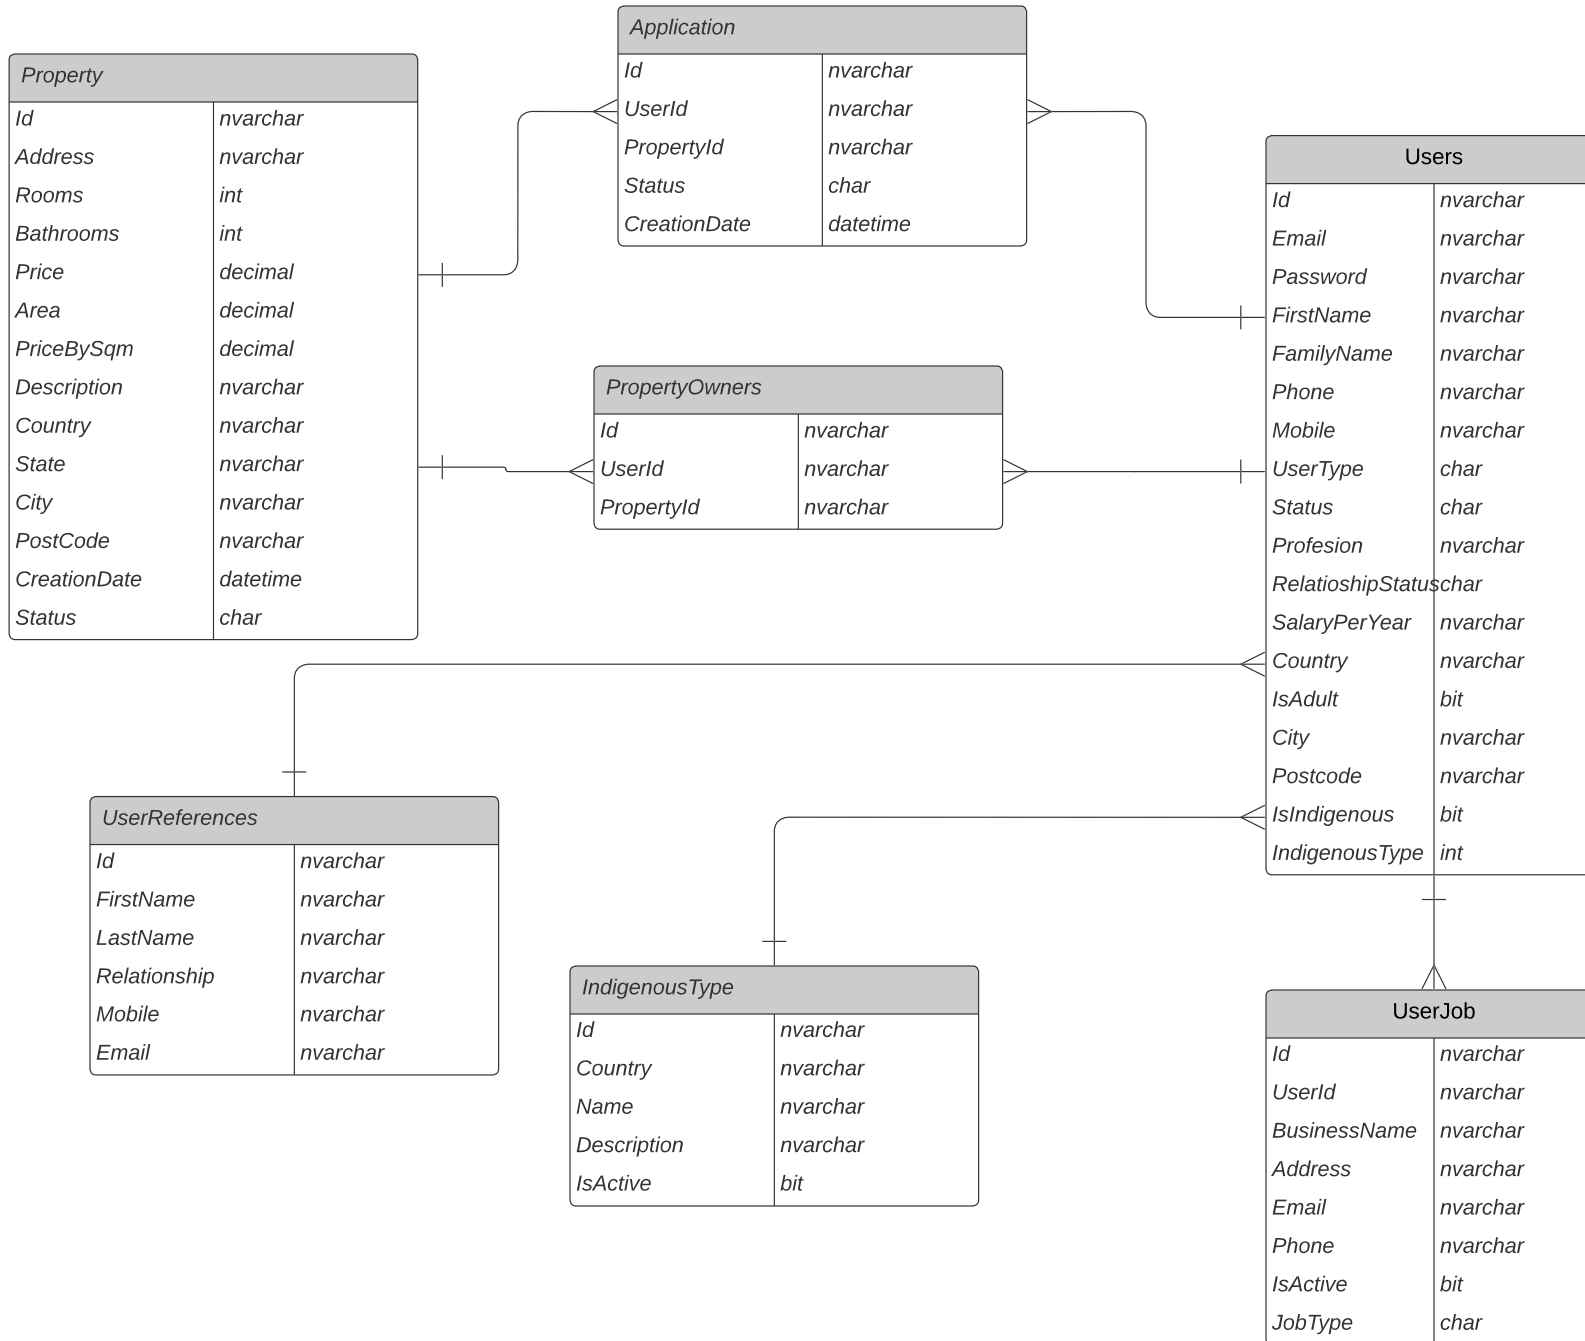 Application
Id nvarchar
UserId nvarchar
PropertyId nvarchar
Status char
CreationDate datetime
Property
Id nvarchar
Address nvarchar
Rooms int
Bathrooms int
Price decimal
Area decimal
PriceBySqm decimal
Description nvarchar
Country nvarchar
State nvarchar
City nvarchar
PostCode nvarchar
CreationDate datetime
Status char
PropertyOwners
Id nvarchar
UserId nvarchar
PropertyId nvarchar
Users
Id nvarchar
Email nvarchar
Password nvarchar
FirstName nvarchar
FamilyName nvarchar
Phone nvarchar
Mobile nvarchar
UserType char
Status char
Profesion nvarchar
RelatioshipStatus char
SalaryPerYear nvarchar
Country nvarchar
IsAdult bit
City nvarchar
Postcode nvarchar
IsIndigenous bit
IndigenousType int
UserReferences
Id nvarchar
FirstName nvarchar
LastName nvarchar
Relationship nvarchar
Mobile nvarchar
Email nvarchar
IndigenousType
Id nvarchar
Country nvarchar
Name nvarchar
Description nvarchar
IsActive bit
UserJob
Id nvarchar
UserId nvarchar
BusinessName nvarchar
Address nvarchar
Email nvarchar
Phone nvarchar
IsActive bit
JobType char